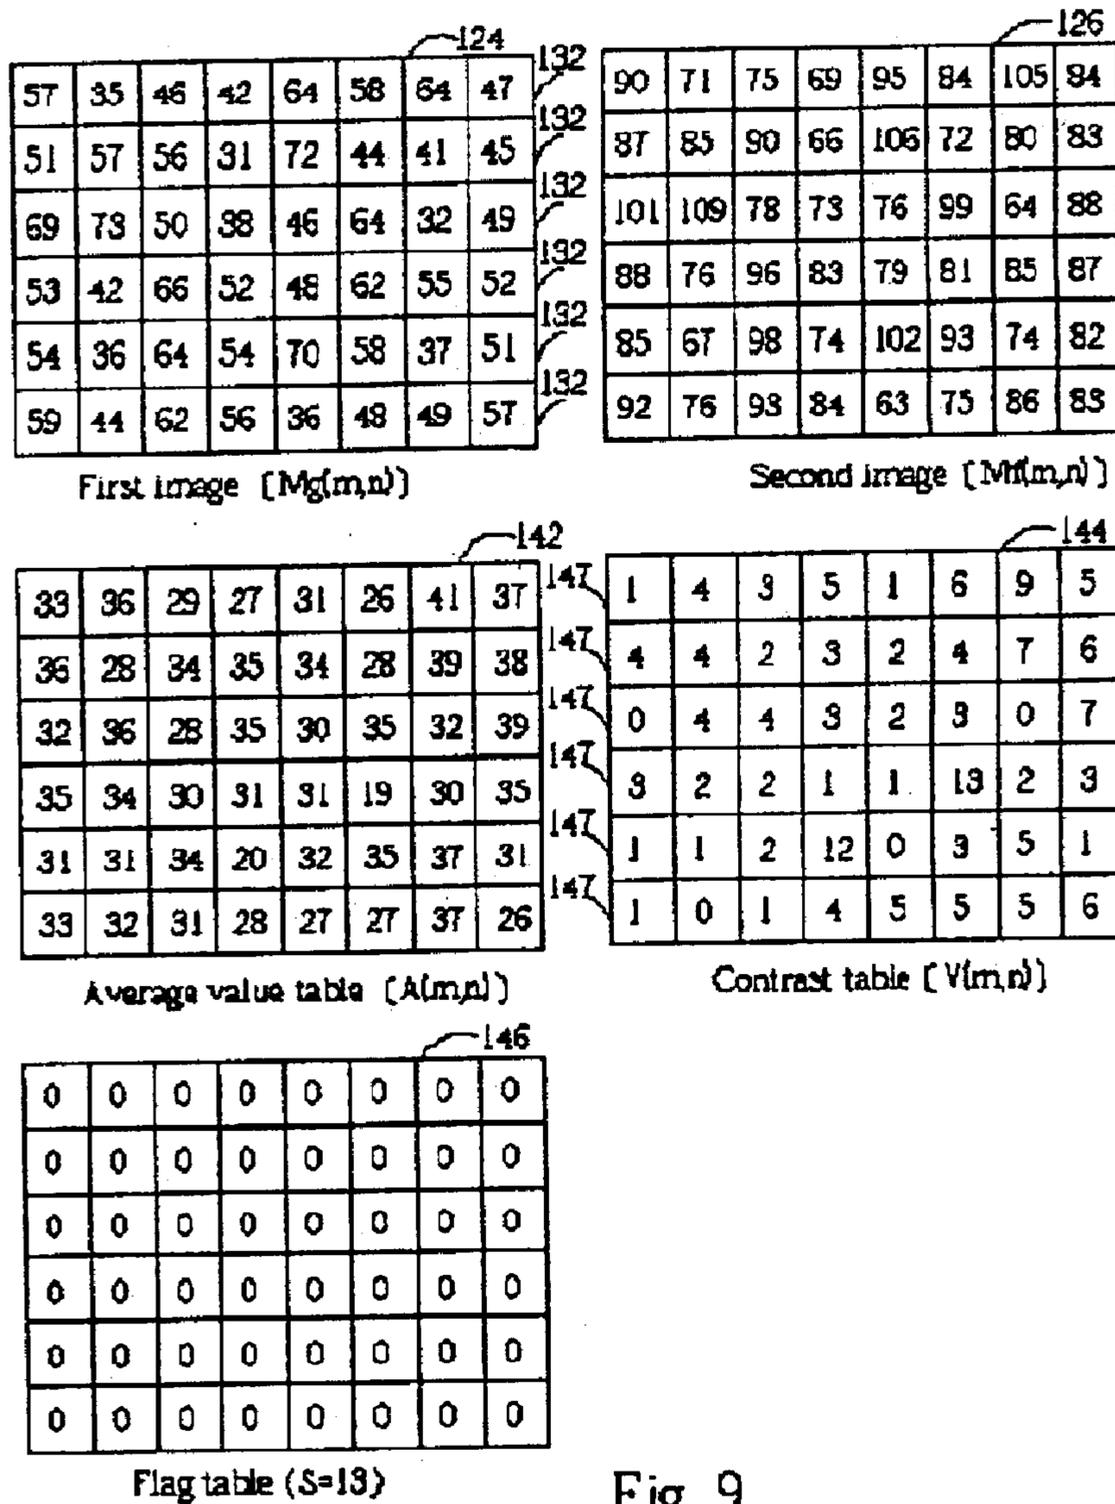 124
57 35 46 42 64 58 64 47 132
51 57 56 31 72 44 41 45 132
69 73 50 38 46 64 32 49 132
53 42 66 52 48 62 55 52 132
54 36 64 54 70 58 37 51 132
59 44 62 56 36 48 49 57 132
First image [Mg(m,n)]
126
90 71 75 69 95 84 105 84
87 85 90 66 106 72 80 83
101 109 78 73 76 99 64 88
88 76 96 83 79 81 85 87
85 67 98 74 102 93 74 82
92 76 93 84 63 75 86 83
Second image [Mf(m,n)]
142
33 36 29 27 31 26 41 37
36 28 34 35 34 28 39 38
32 36 28 35 30 35 32 39
35 34 30 31 31 19 30 35
31 31 34 20 32 35 37 31
33 32 31 28 27 27 37 26
Average value table [A(m,n)]
144
147 1 4 3 5 1 6 9 5
147 4 4 2 3 2 4 7 6
147 0 4 4 3 2 3 0 7
147 3 2 2 1 1 13 2 3
147 1 1 2 12 0 3 5 1
147 1 0 1 4 5 5 5 6
Contrast table [V(m,n)]
146
0 0 0 0 0 0 0 0
0 0 0 0 0 0 0 0
0 0 0 0 0 0 0 0
0 0 0 0 0 0 0 0
0 0 0 0 0 0 0 0
0 0 0 0 0 0 0 0
Flag table (S=13)
Fig. 9